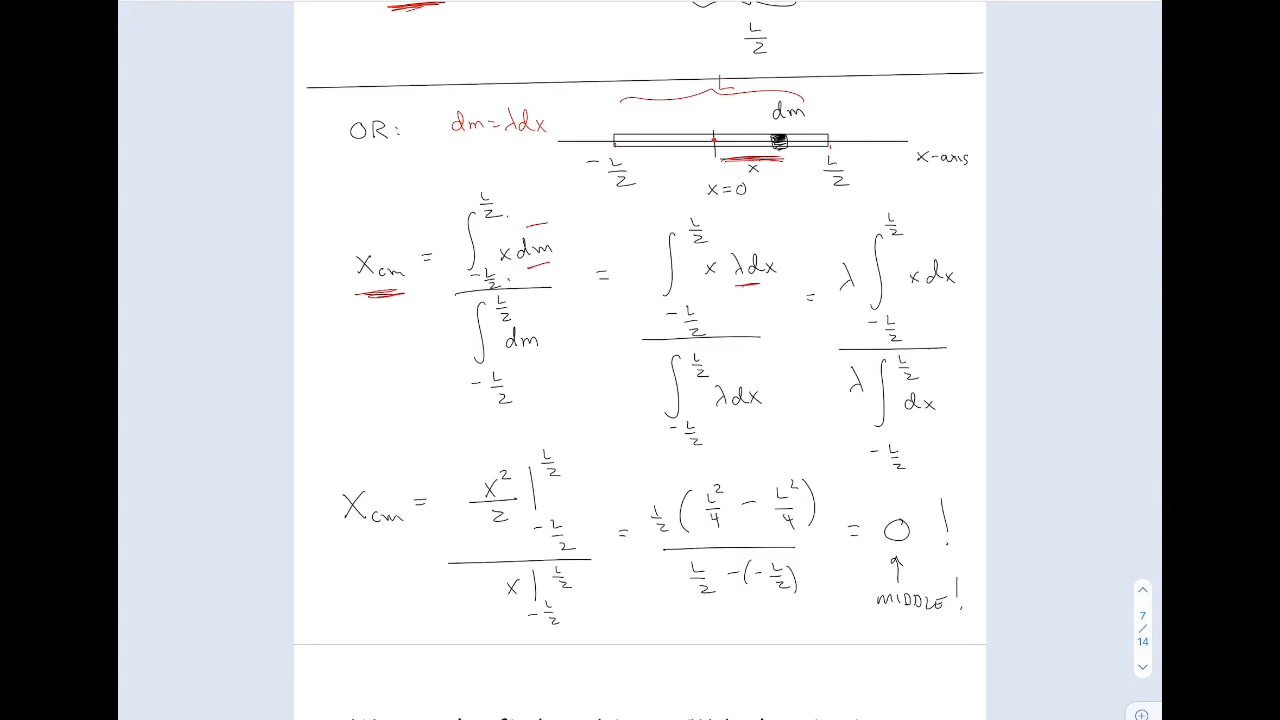 L/2
L
OR: dm = λdx
dm
-L/2 x L/2 x-axis
x=0
x_cm = ∫_{-L/2}^{L/2} x dm / ∫_{-L/2}^{L/2} dm = ∫_{-L/2}^{L/2} x λdx / ∫_{-L/2}^{L/2} λdx = λ ∫_{-L/2}^{L/2} x dx / λ ∫_{-L/2}^{L/2} dx
X_cm = x²/2 |_{-L/2}^{L/2} / x |_{-L/2}^{L/2} = 1/2 (L²/4 - L²/4) / L/2 -(-L/2) = 0 !
↑
MIDDLE!
7
/
14